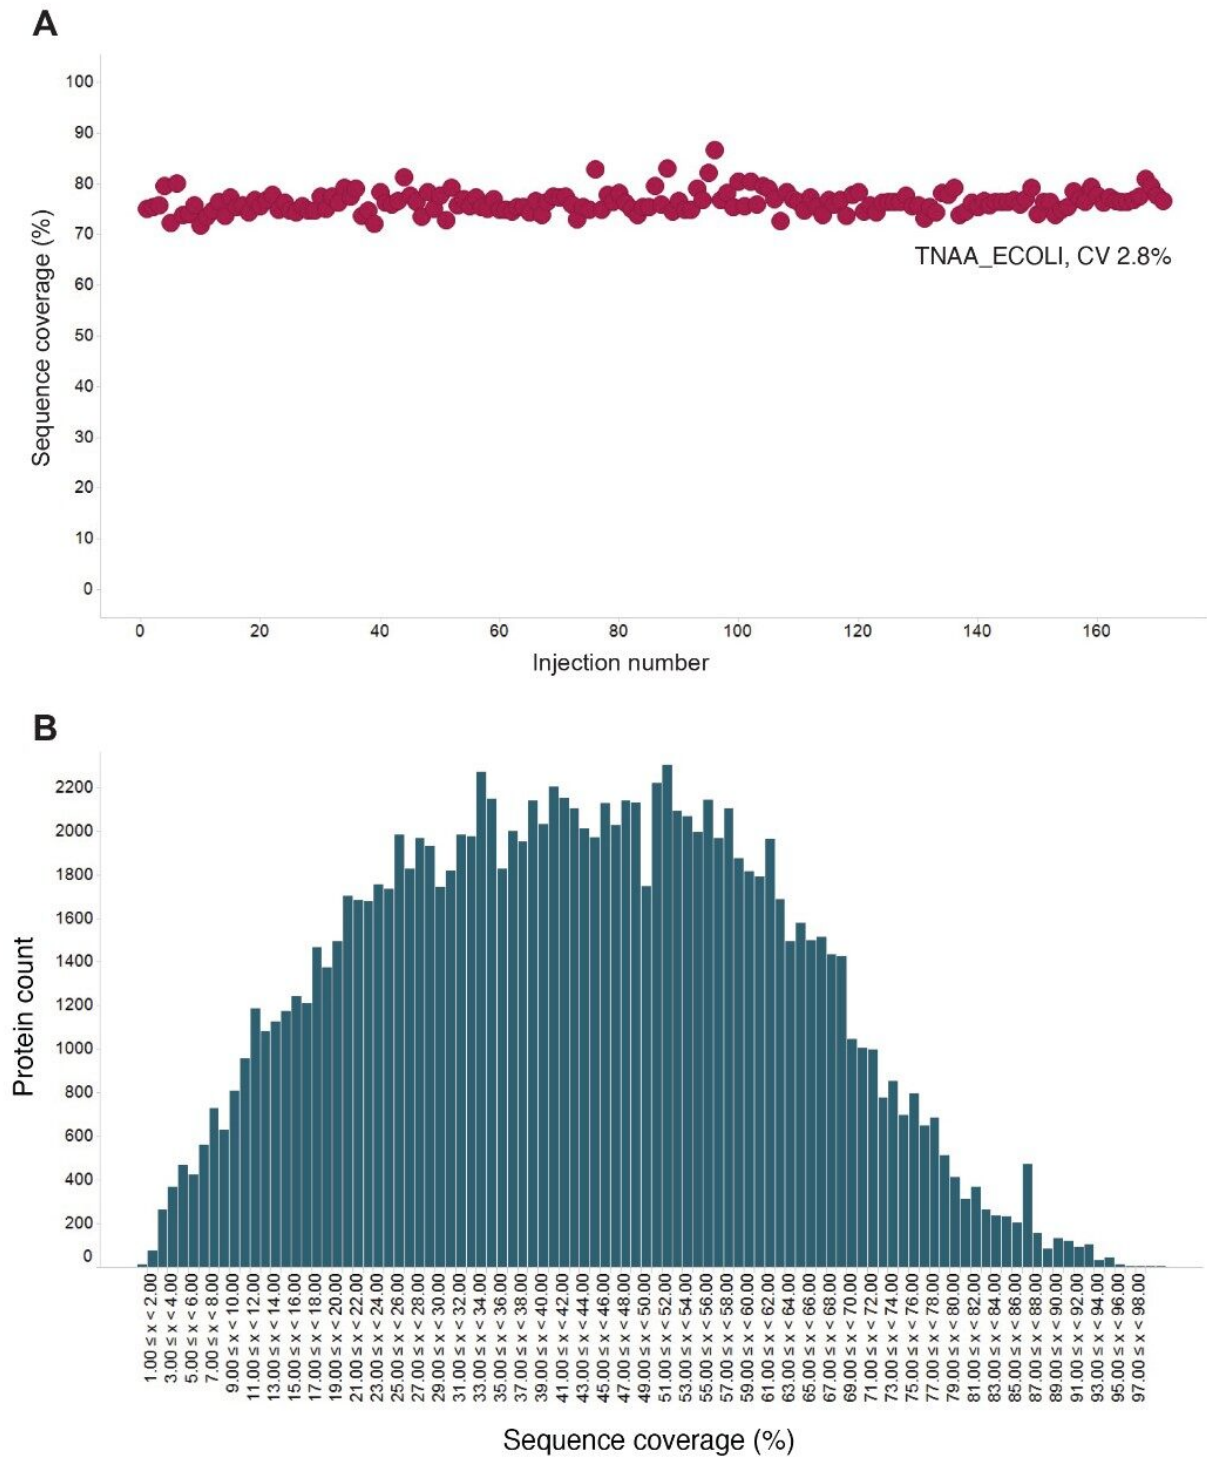 A
100
90
80
70
60
50
40
30
20
10
0
Sequence coverage (%)
TNAA_ECOLI, CV 2.8%
0 20 40 60 80 100 120 140 160
Injection number
B
2200
2000
1800
1600
1400
1200
1000
800
600
400
200
0
Protein count
1.00 ≤ x < 2.00
3.00 ≤ x < 4.00
5.00 ≤ x < 6.00
7.00 ≤ x < 8.00
9.00 ≤ x < 10.00
11.00 ≤ x < 12.00
13.00 ≤ x < 14.00
15.00 ≤ x < 16.00
17.00 ≤ x < 18.00
19.00 ≤ x < 20.00
21.00 ≤ x < 22.00
23.00 ≤ x < 24.00
25.00 ≤ x < 26.00
27.00 ≤ x < 28.00
29.00 ≤ x < 30.00
31.00 ≤ x < 32.00
33.00 ≤ x < 34.00
35.00 ≤ x < 36.00
37.00 ≤ x < 38.00
39.00 ≤ x < 40.00
41.00 ≤ x < 42.00
43.00 ≤ x < 44.00
45.00 ≤ x < 46.00
47.00 ≤ x < 48.00
49.00 ≤ x < 50.00
51.00 ≤ x < 52.00
53.00 ≤ x < 54.00
55.00 ≤ x < 56.00
57.00 ≤ x < 58.00
59.00 ≤ x < 60.00
61.00 ≤ x < 62.00
63.00 ≤ x < 64.00
65.00 ≤ x < 66.00
67.00 ≤ x < 68.00
69.00 ≤ x < 70.00
71.00 ≤ x < 72.00
73.00 ≤ x < 74.00
75.00 ≤ x < 76.00
77.00 ≤ x < 78.00
79.00 ≤ x < 80.00
81.00 ≤ x < 82.00
83.00 ≤ x < 84.00
85.00 ≤ x < 86.00
87.00 ≤ x < 88.00
89.00 ≤ x < 90.00
91.00 ≤ x < 92.00
93.00 ≤ x < 94.00
95.00 ≤ x < 96.00
97.00 ≤ x < 98.00
Sequence coverage (%)